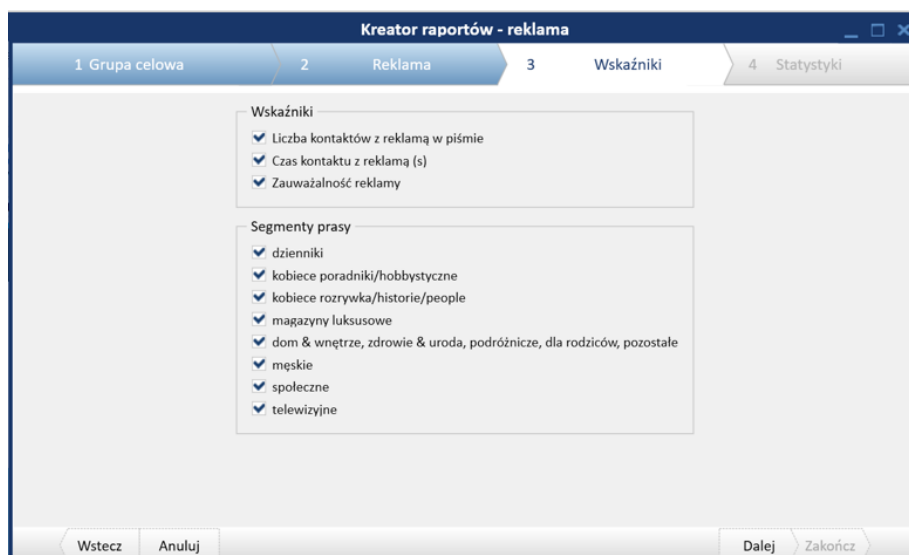 Kreator raportów - reklama
1 Grupa celowa 2 Reklama 3 Wskaźniki 4 Statystyki
Wskaźniki
Liczba kontaktów z reklamą w piśmie
Czas kontaktu z reklamą (s)
Zauważalność reklamy
Segmenty prasy
dzienniki
kobiece poradniki/hobbystyczne
kobiece rozrywka/historie/people
magazyny luksusowe
dom & wnętrze, zdrowie & uroda, podróżnicze, dla rodziców, pozostałe
męskie
społeczne
telewizyjne
Wstecz Anuluj Dalej Zakończ